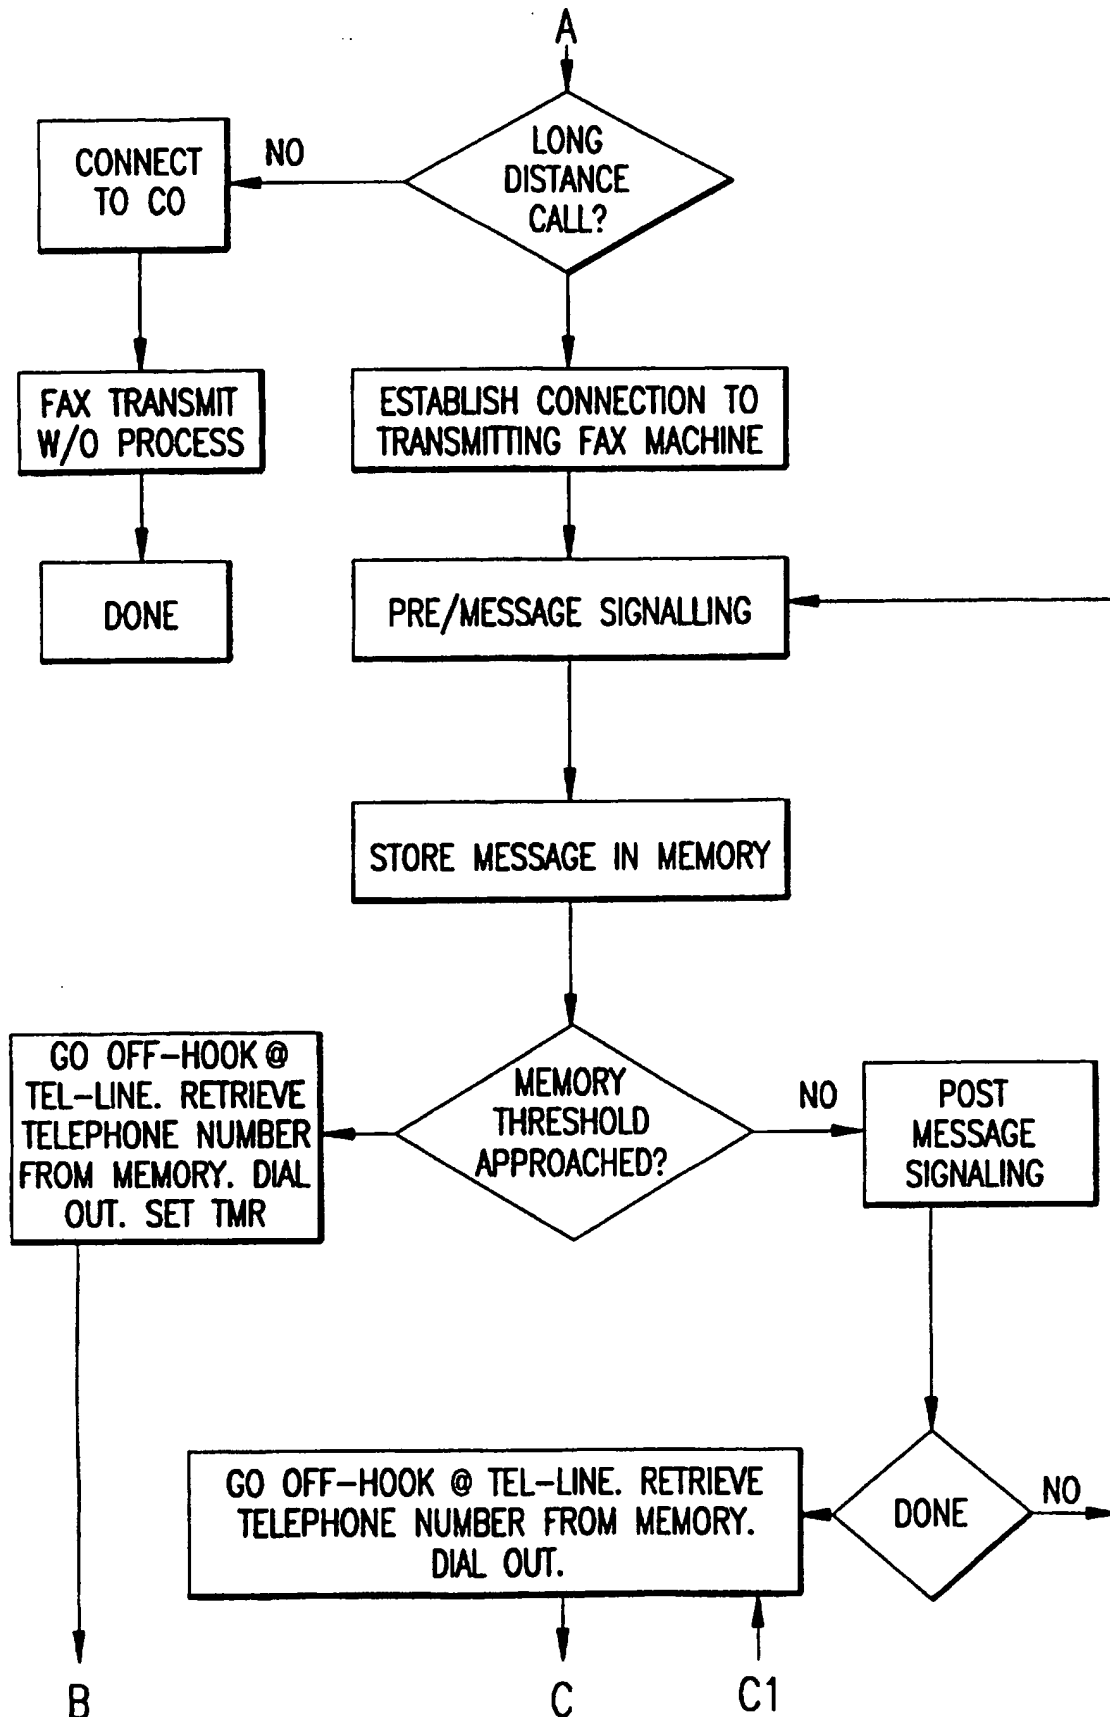 A
LONG
DISTANCE
CALL?
NO
CONNECT
TO CO
FAX TRANSMIT
W/O PROCESS
DONE
ESTABLISH CONNECTION TO
TRANSMITTING FAX MACHINE
PRE/MESSAGE SIGNALLING
STORE MESSAGE IN MEMORY
MEMORY
THRESHOLD
APPROACHED?
GO OFF-HOOK @
TEL-LINE. RETRIEVE
TELEPHONE NUMBER
FROM MEMORY. DIAL
OUT. SET TMR
NO
POST
MESSAGE
SIGNALING
DONE
NO
GO OFF-HOOK @ TEL-LINE. RETRIEVE
TELEPHONE NUMBER FROM MEMORY.
DIAL OUT.
B
C
C1